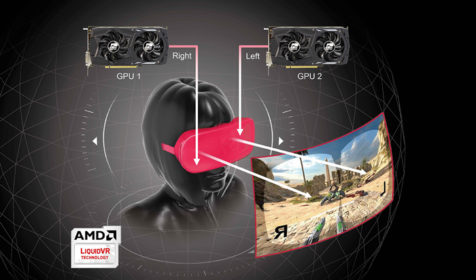 Right
Left
GPU 1
GPU 2
R
L
AMD
LIQUIDVR
TECHNOLOGY